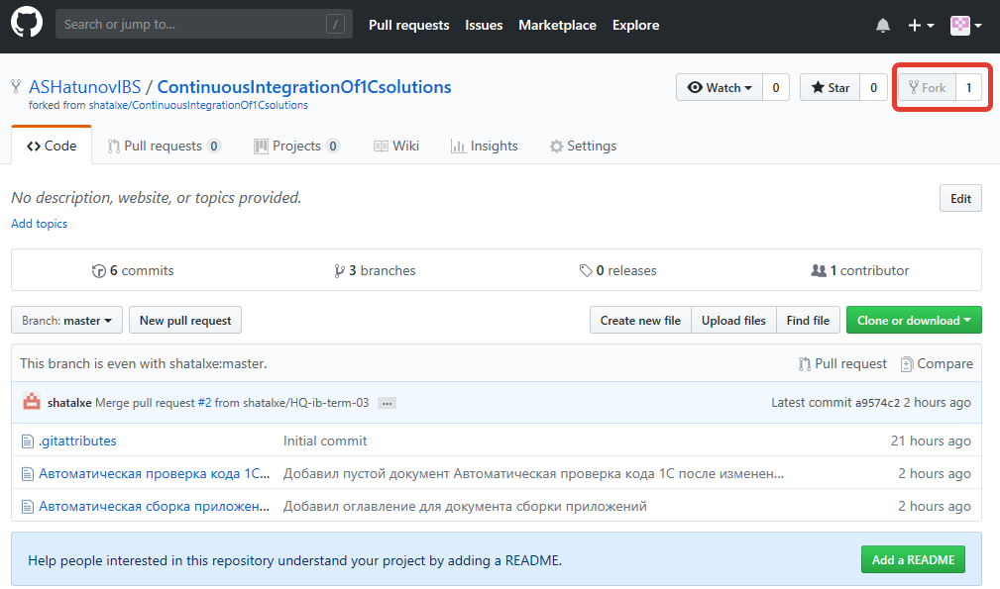 Search or jump to... / Pull requests Issues Marketplace Explore
ASHatunovIBS / ContinuousIntegrationOf1Csolutions Watch 0 Star 0 Fork 1
forked from shatalxe/ContinuousIntegrationOf1Csolutions
Code Pull requests 0 Projects 0 Wiki Insights Settings
No description, website, or topics provided. Edit
Add topics
6 commits 3 branches 0 releases 1 contributor
Branch: master New pull request Create new file Upload files Find file Clone or download
This branch is even with shatalxe:master. Pull request Compare
shatalxe Merge pull request #2 from shatalxe/HQ-ib-term-03 ... Latest commit a9574c2 2 hours ago
.gitattributes Initial commit 21 hours ago
Автоматическая проверка кода 1С... Добавил пустой документ Автоматическая проверка кода 1С после изменен... 2 hours ago
Автоматическая сборка приложен... Добавил оглавление для документа сборки приложений 2 hours ago
Help people interested in this repository understand your project by adding a README. Add a README